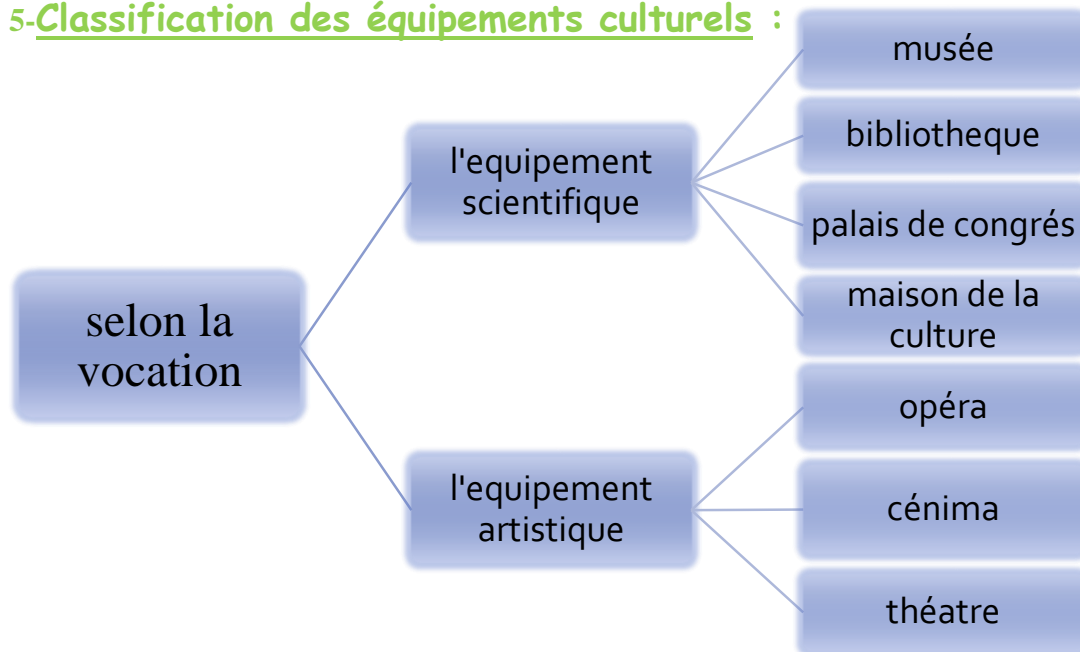 5-Classification des équipements culturels :
selon la
vocation
l'equipement
scientifique
musée
bibliotheque
palais de congrés
maison de la
culture
l'equipement
artistique
opéra
cénima
théatre